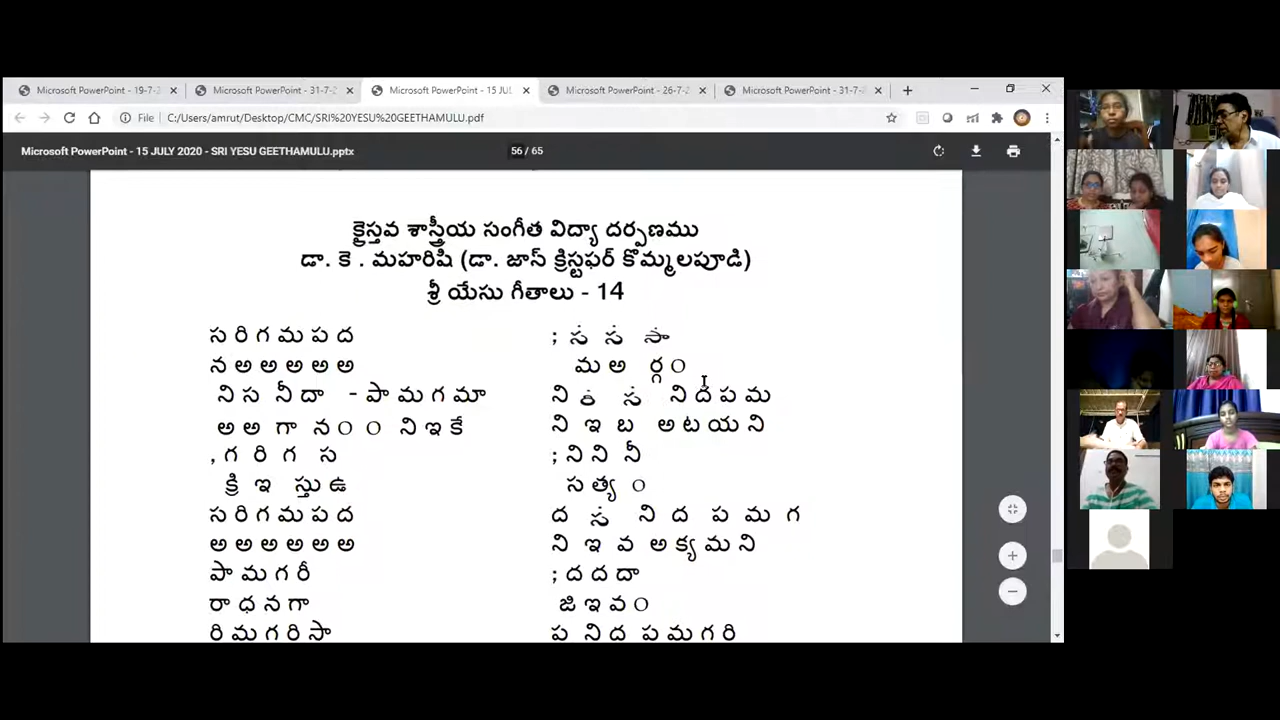 Microsoft PowerPoint - 19-7-2
Microsoft PowerPoint - 31-7-2
Microsoft PowerPoint - 15 JUL
Microsoft PowerPoint - 26-7-2
Microsoft PowerPoint - 31-7-2
File C:/Users/amrut/Desktop/CMC/SRI%20YESU%20GEETHAMULU.pdf
Microsoft PowerPoint - 15 JULY 2020 - SRI YESU GEETHAMULU.pptx 56 / 65
క్రైస్తవ శాస్త్రీయ సంగీత విద్యా దర్పణము
డా. కె . మహరిషి (డా. జాస్ క్రిస్టఫర్ కొమ్మలపూడి)
శ్రీ యేసు గీతాలు - 14
స రి గ మ ప ద
న అ అ అ అ అ
ని స నీ దా - పా మ గ మా
అ అ గా న ం ం ని ఇ కే
, గ రి గ స
క్రి ఇ స్తు ఉ
స రి గ మ ప ద
అ అ అ అ అ అ
పా మ గ రీ
రా ధ న గా
రి మ గ రి సా
; స స సా
మ అ ర్గ ం
ని రి స ని ద ప మ
ని ఇ బ అ ట య ని
; ని ని నీ
స త్య ం
ద స ని ద ప మ గ
ని ఇ వ అ క్య మ ని
; ద ద దా
జి ఇ వ ం
ప ని ద ప మ గ రి